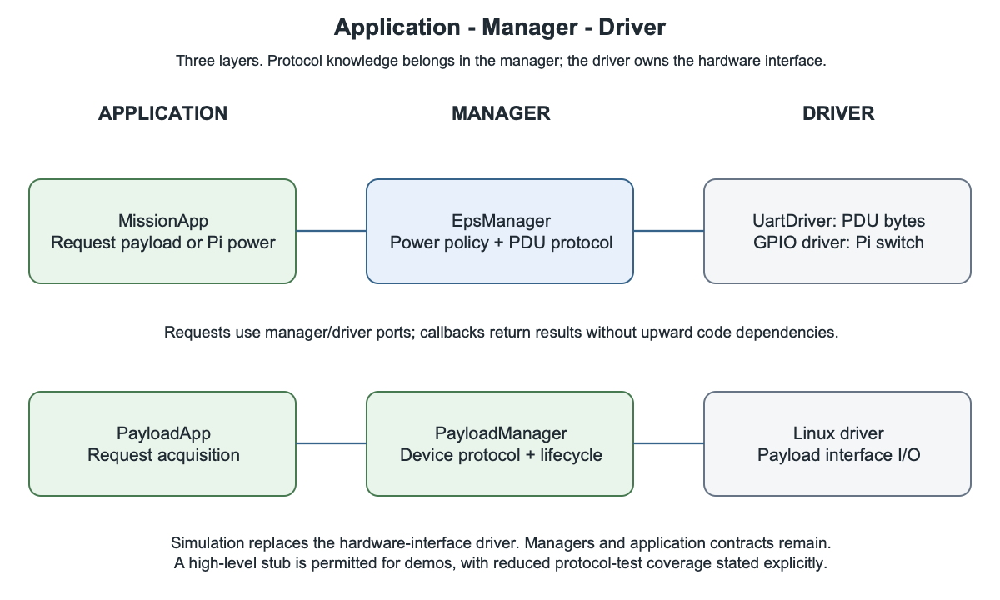 Application - Manager - Driver
Three layers. Protocol knowledge belongs in the manager; the driver owns the hardware interface.
APPLICATION
MANAGER
DRIVER
MissionApp
Request payload or Pi power
EpsManager
Power policy + PDU protocol
UartDriver: PDU bytes
GPIO driver: Pi switch
Requests use manager/driver ports; callbacks return results without upward code dependencies.
PayloadApp
Request acquisition
PayloadManager
Device protocol + lifecycle
Linux driver
Payload interface I/O
Simulation replaces the hardware-interface driver. Managers and application contracts remain.
A high-level stub is permitted for demos, with reduced protocol-test coverage stated explicitly.